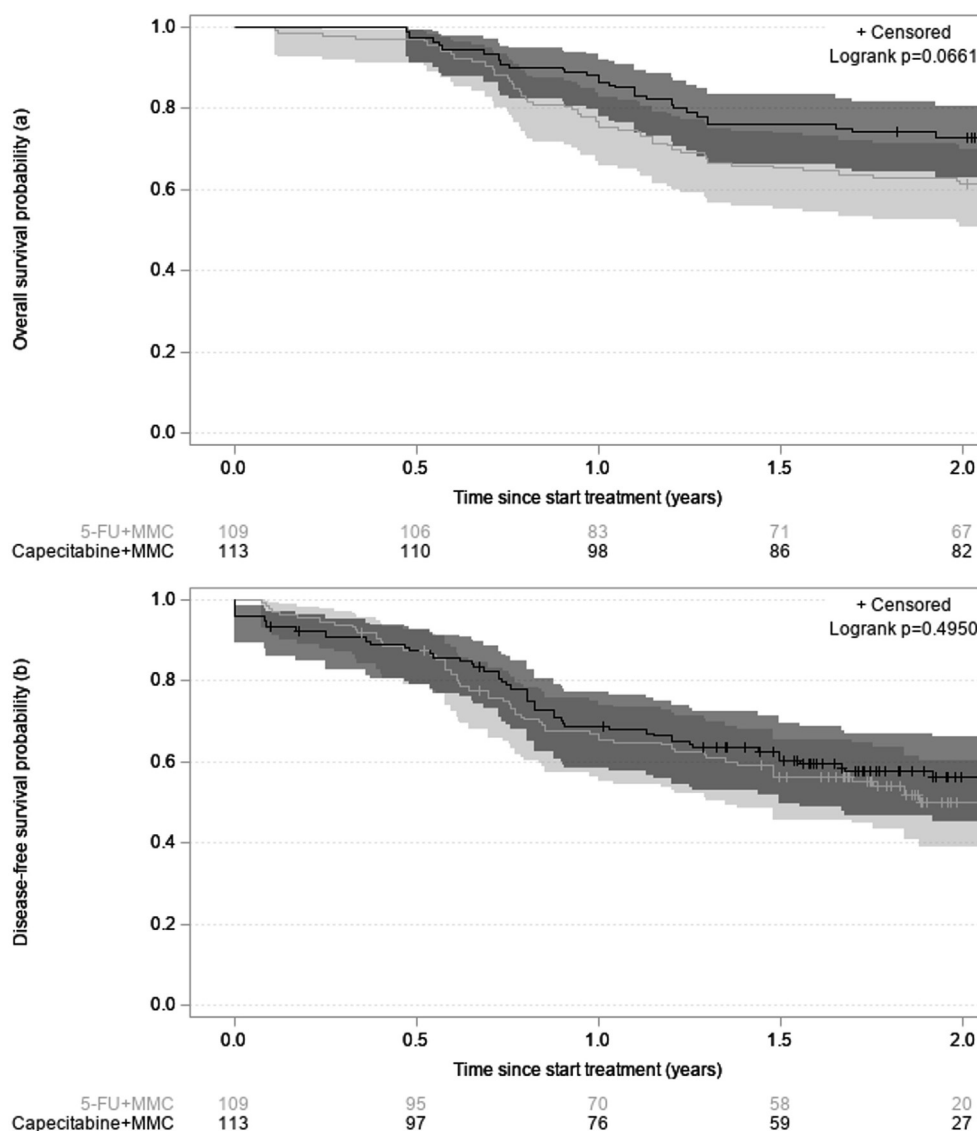 Overall survival probability (a)
1.0
0.8
0.6
0.4
0.2
0.0
+ Censored
Logrank p=0.0661
0.0 0.5 1.0 1.5 2.0
Time since start treatment (years)
5-FU+MMC 109 106 83 71 67
Capecitabine+MMC 113 110 98 86 82
Disease-free survival probability (b)
1.0
0.8
0.6
0.4
0.2
0.0
+ Censored
Logrank p=0.4950
0.0 0.5 1.0 1.5 2.0
Time since start treatment (years)
5-FU+MMC 109 95 70 58 20
Capecitabine+MMC 113 97 76 59 27